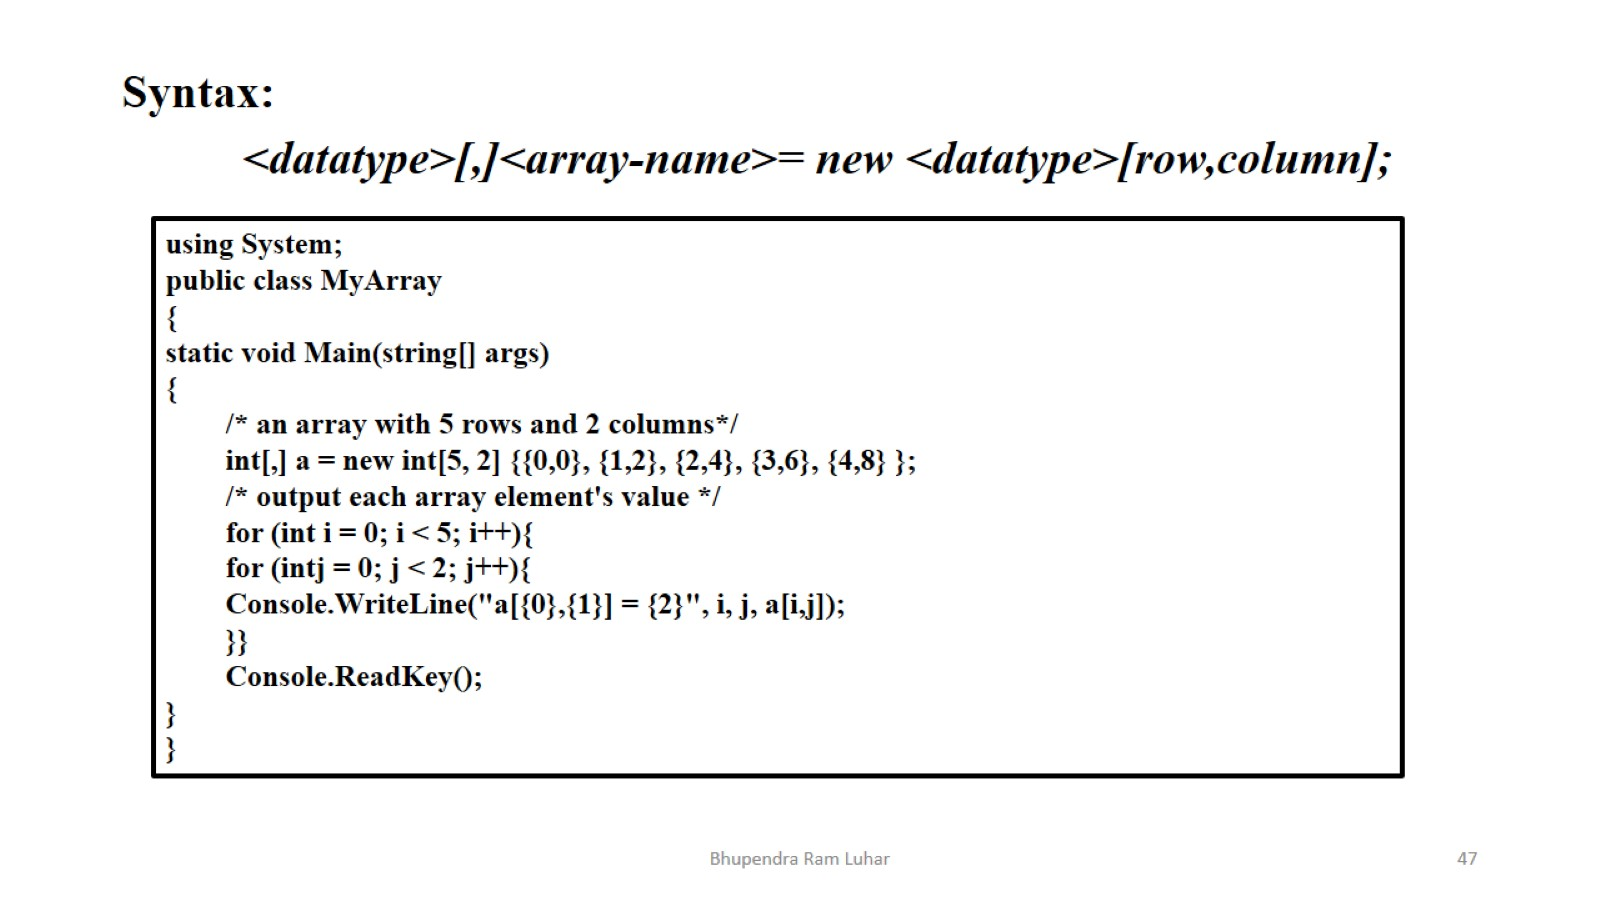 Syntax:
<datatype>[,]<array-name>= new <datatype>[row,column];
using System;
public class MyArray
{
static void Main(string[] args)
{
/* an array with 5 rows and 2 columns*/
int[,] a = new int[5, 2] {{0,0}, {1,2}, {2,4}, {3,6}, {4,8} };
/* output each array element's value */
for (int i = 0; i < 5; i++){
for (intj = 0; j < 2; j++){
Console.WriteLine("a[{0},{1}] = {2}", i, j, a[i,j]);
}}
Console.ReadKey();
}
}
Bhupendra Ram Luhar
47